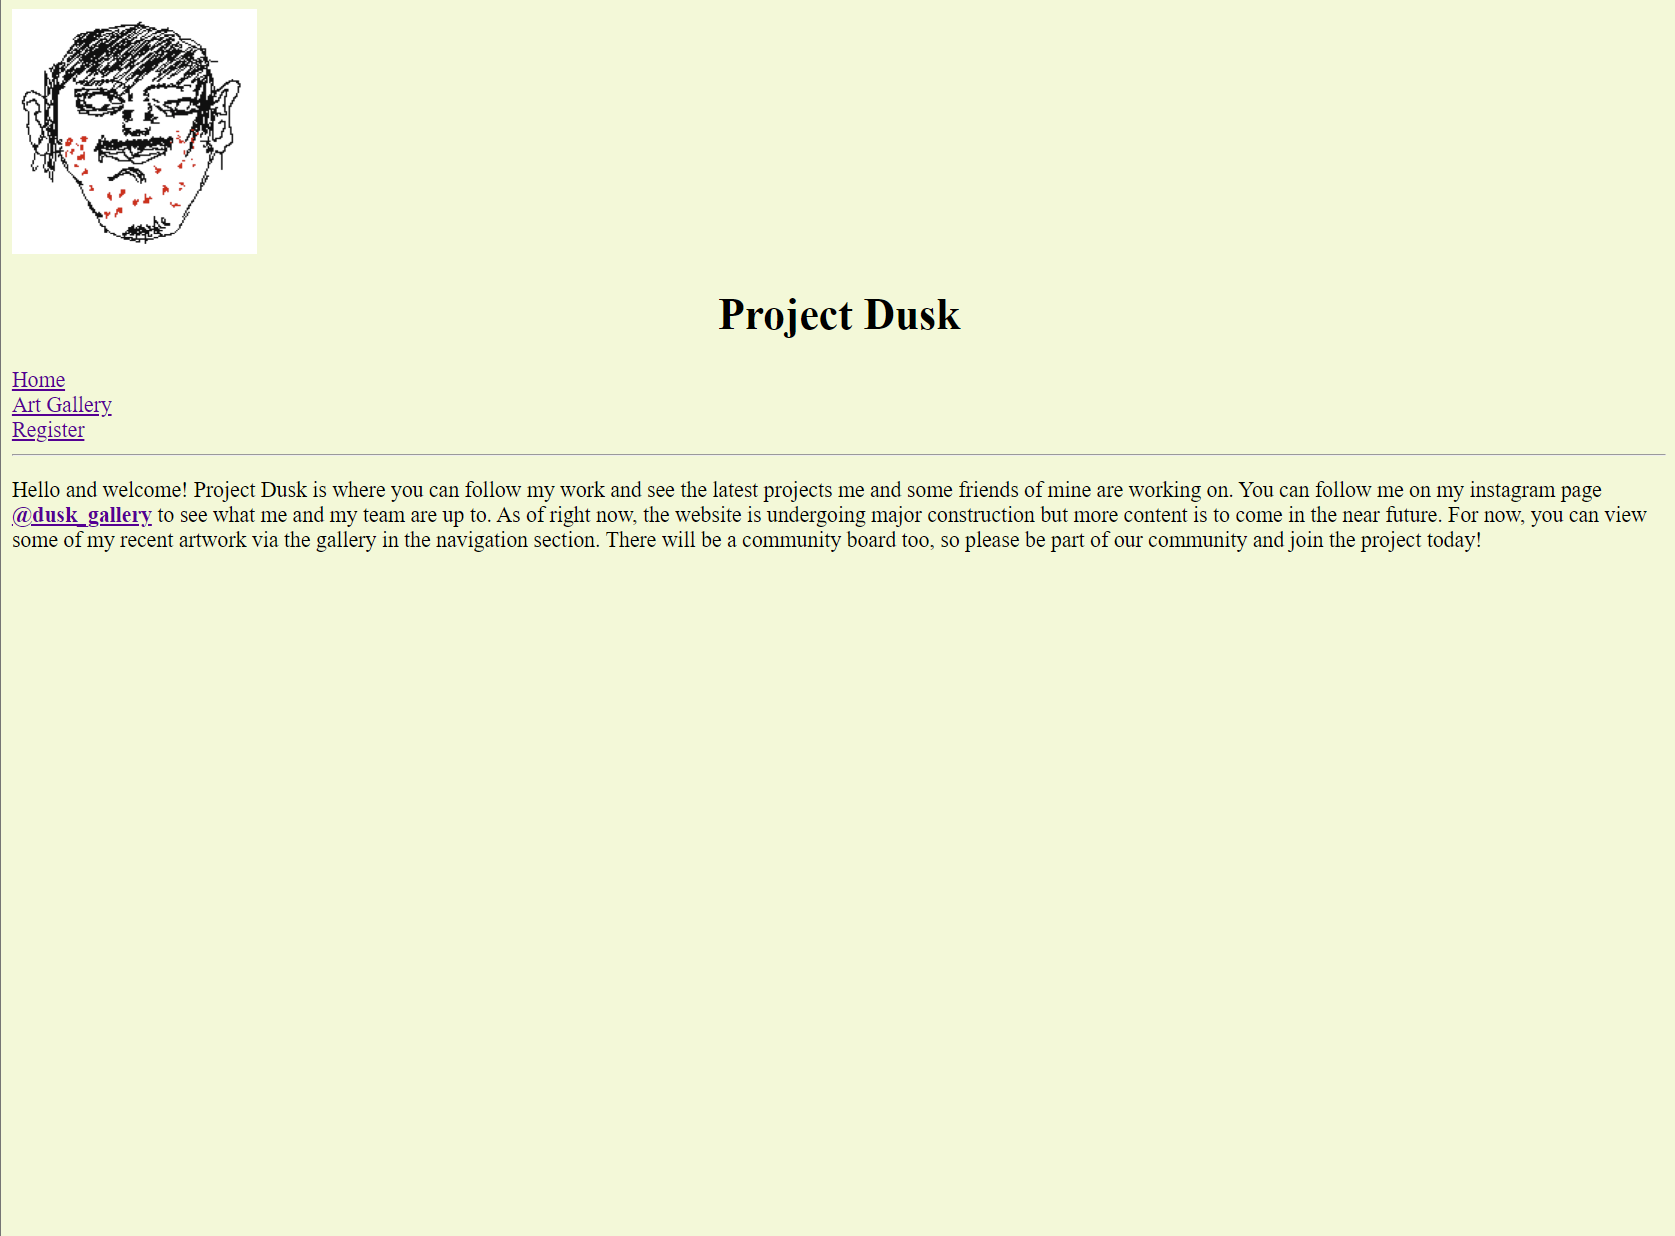 Project Dusk
Home
Art Gallery
Register
Hello and welcome! Project Dusk is where you can follow my work and see the latest projects me and some friends of mine are working on. You can follow me on my instagram page
@dusk_gallery to see what me and my team are up to. As of right now, the website is undergoing major construction but more content is to come in the near future. For now, you can view
some of my recent artwork via the gallery in the navigation section. There will be a community board too, so please be part of our community and join the project today!